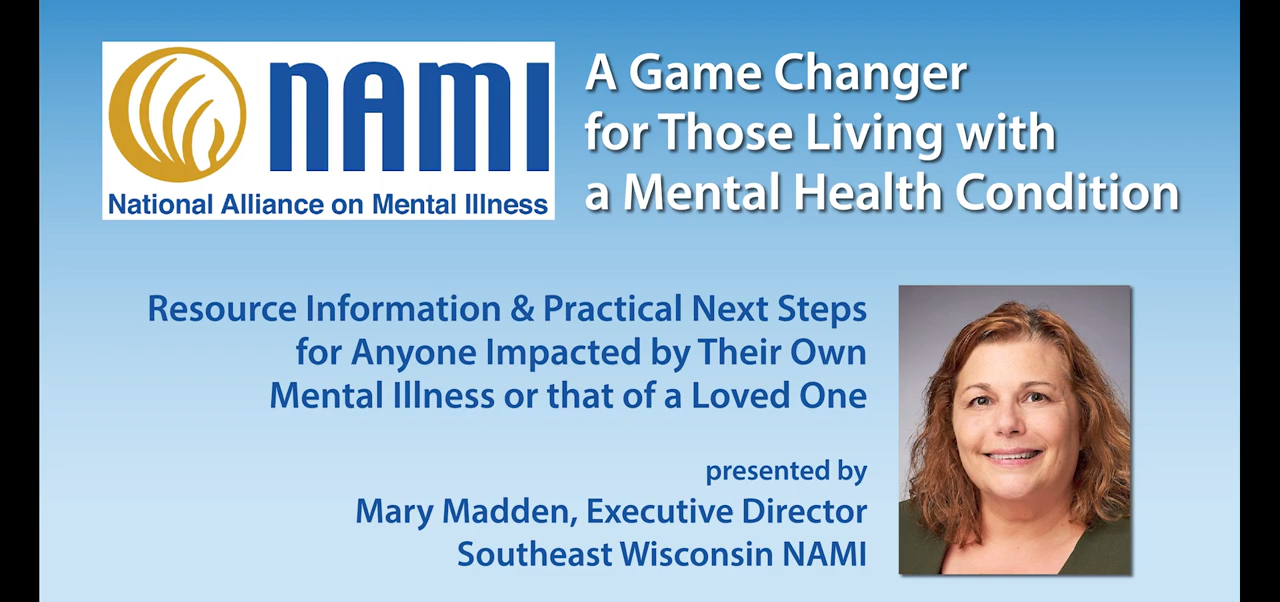 NAMI
National Alliance on Mental Illness
A Game Changer
for Those Living with
a Mental Health Condition
Resource Information & Practical Next Steps
for Anyone Impacted by Their Own
Mental Illness or that of a Loved One
presented by
Mary Madden, Executive Director
Southeast Wisconsin NAMI